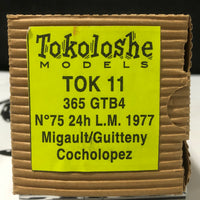 Tokoloshe
MODELS
TOK 11
365 GTB4
N°75 24h L.M. 1977
Migault/Guitteny
Cocholopez